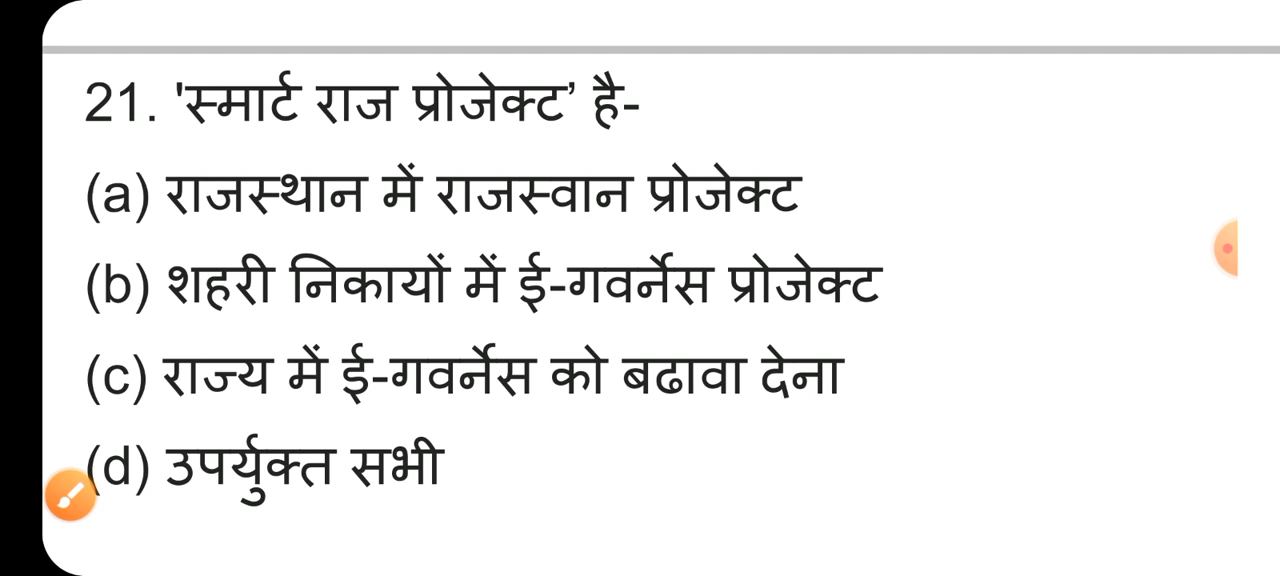 21. 'स्मार्ट राज प्रोजेक्ट’ है-
(a) राजस्थान में राजस्वान प्रोजेक्ट
(b) शहरी निकायों में ई-गवर्नेस प्रोजेक्ट
(c) राज्य में ई-गवर्नेस को बढावा देना
(d) उपर्युक्त सभी